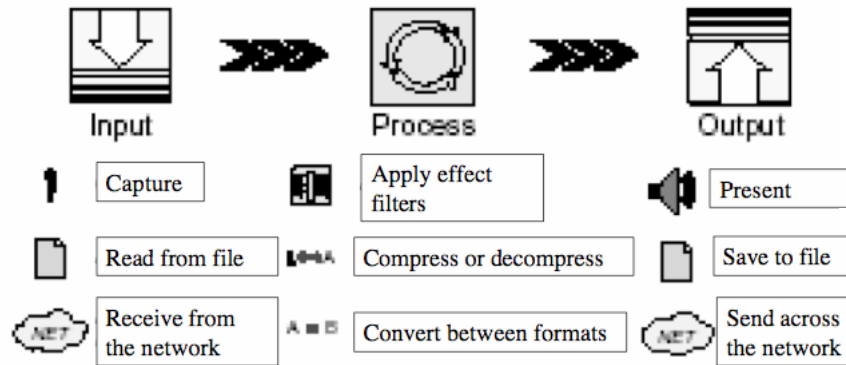 Input
Process
Output
Capture
Apply effect
filters
Present
Read from file
Compress or decompress
Save to file
NET
Receive from
the network
A = B
Convert between formats
NET
Send across
the network